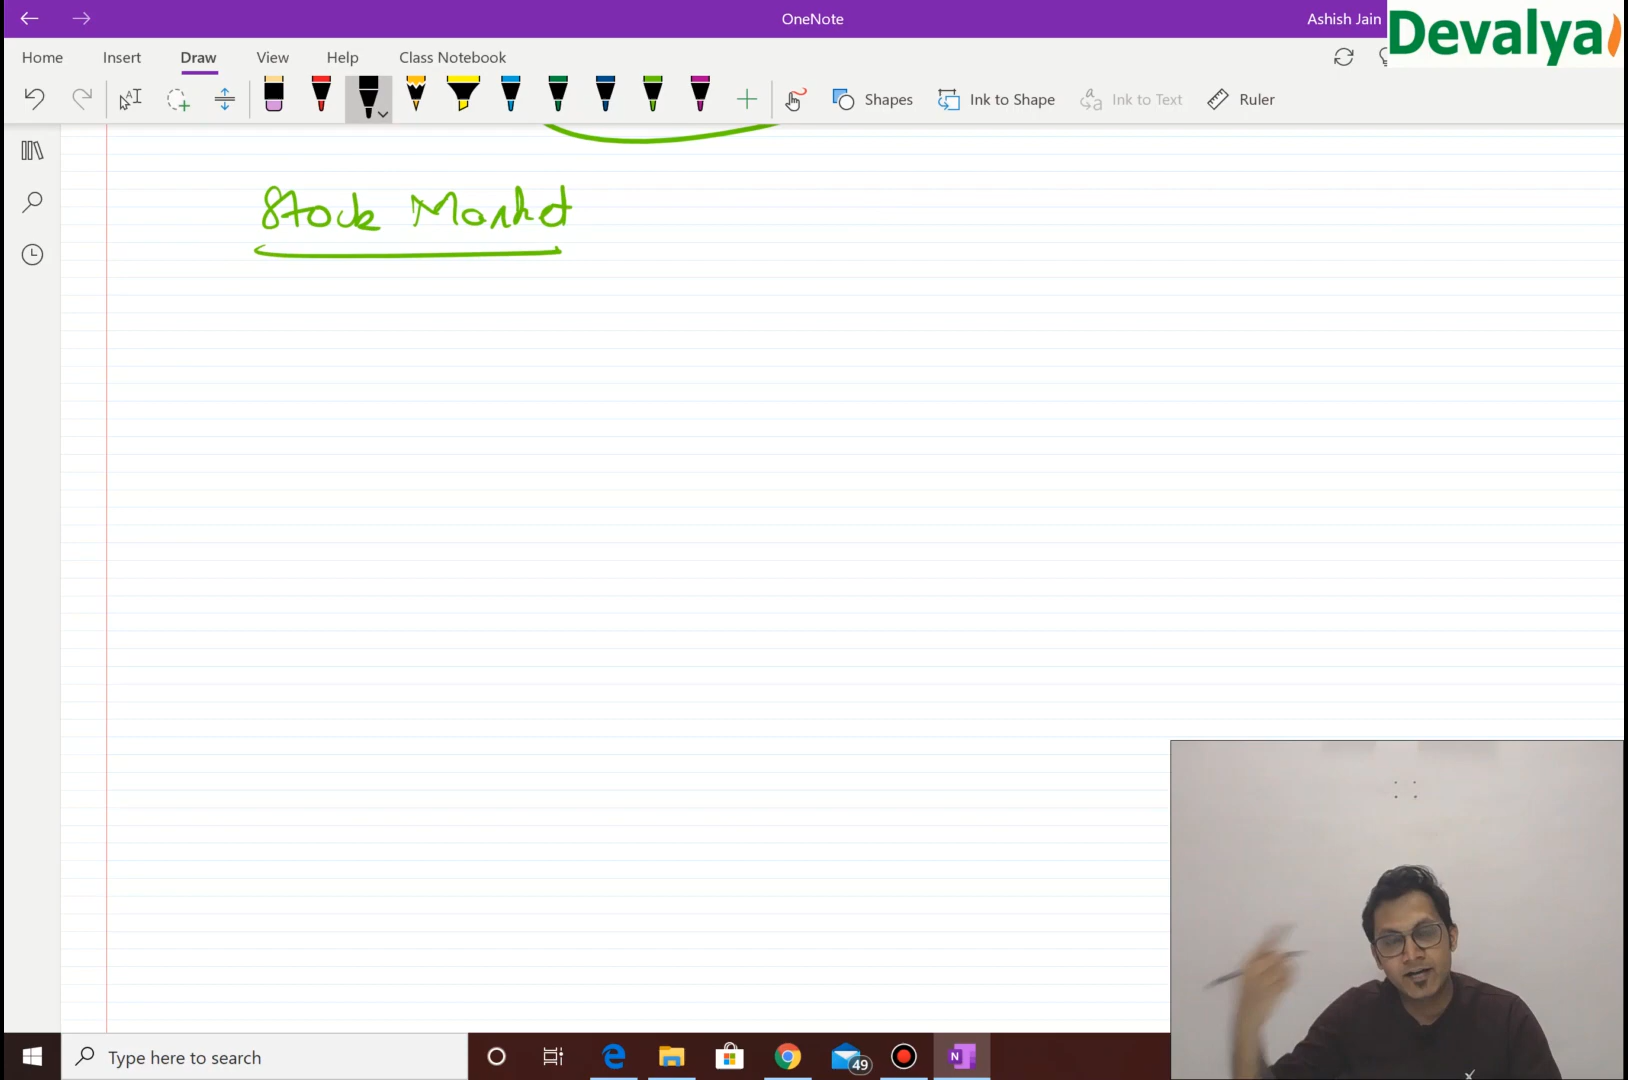 OneNote
Ashish Jain
Devalya
Home Insert Draw View Help Class Notebook
Shapes Ink to Shape Ink to Text Ruler
Stock Market
Type here to search
49
N